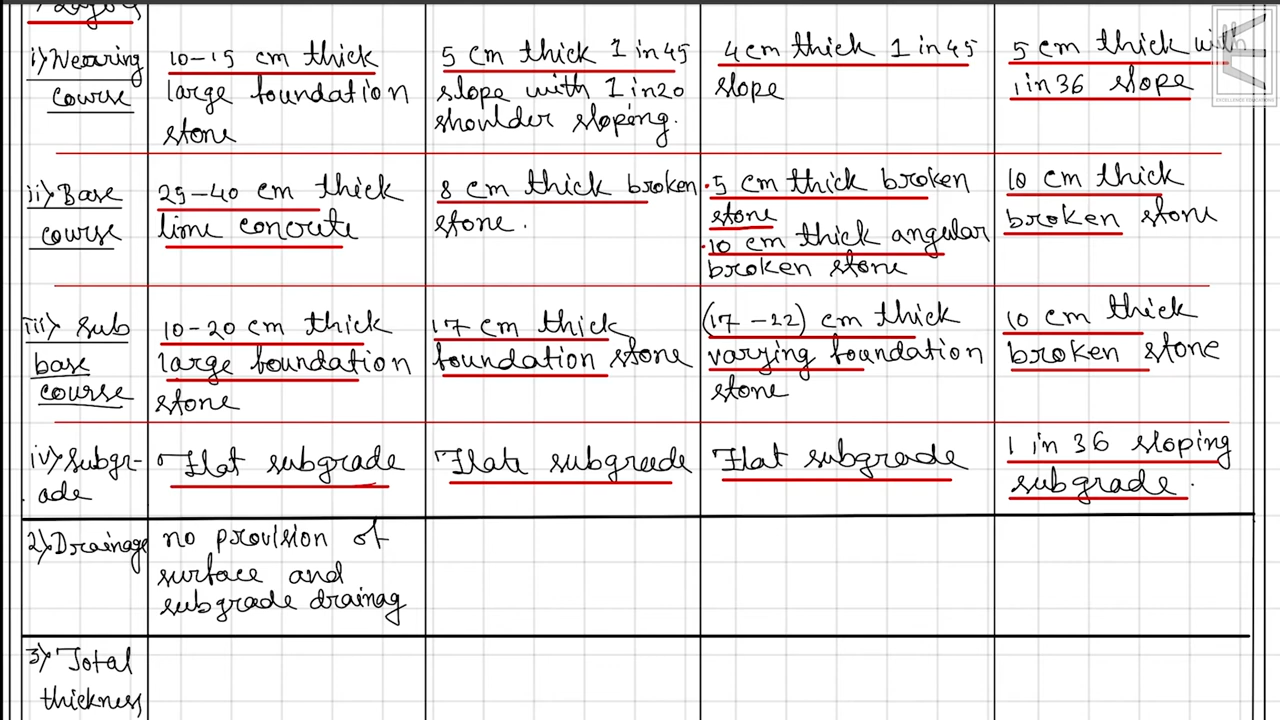 Layers
i) Wearing course
10-15 cm thick
large foundation
stone
5 cm thick 1 in 45
slope with 1 in 20
shoulder sloping.
4 cm thick 1 in 45
slope
5 cm thick with
1 in 36 slope
ii) Base
course
25-40 cm thick
lime concrete
8 cm thick broken
stone.
• 5 cm thick broken
stone
• 10 cm thick angular
broken stone
10 cm thick
broken stone
iii) Sub
base
course
10-20 cm thick
large foundation
stone
17 cm thick
foundation stone
(17-22) cm thick
varying foundation
stone
10 cm thick
broken stone
iv) Subgr-
ade
Flat subgrade
Flate subgreede
Flat subgrade
1 in 36 sloping
subgrade.
2) Drainage
no provision of
surface and
subgrade drainag
3) Total
thickness